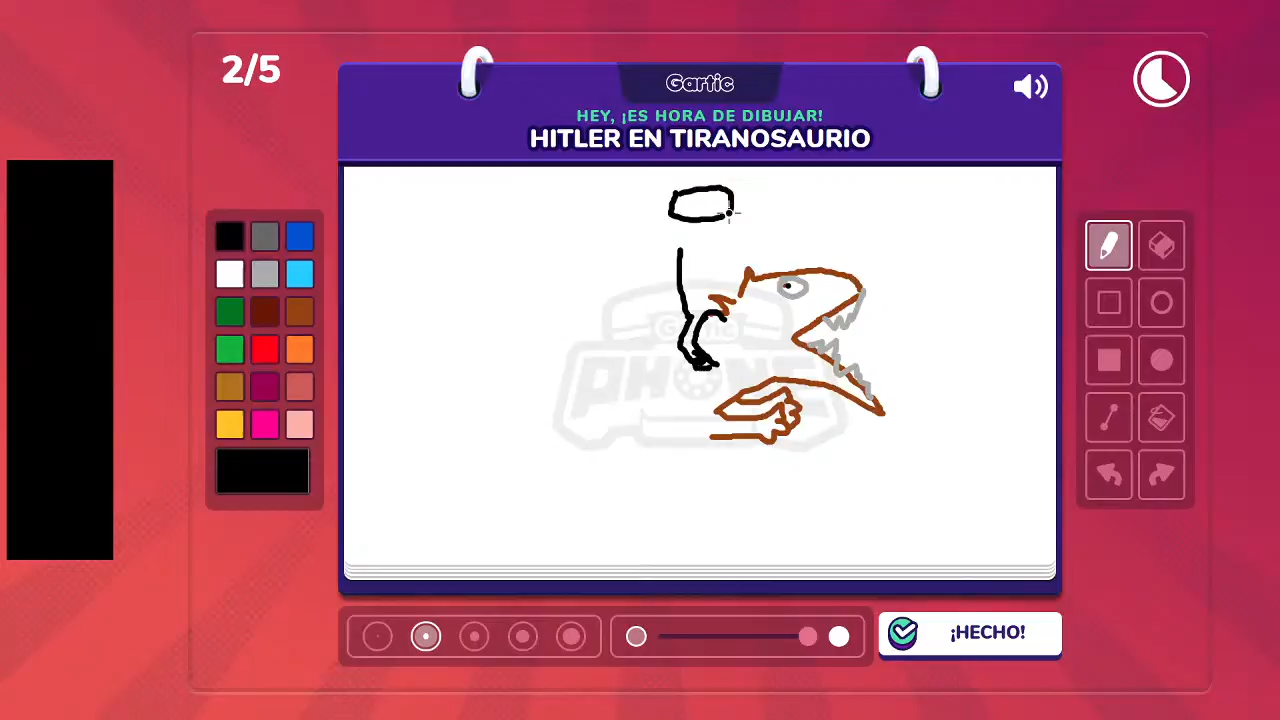 2/5
Gartic
HEY, ¡ES HORA DE DIBUJAR!
HITLER EN TIRANOSAURIO
Gartic
PHONE
¡HECHO!